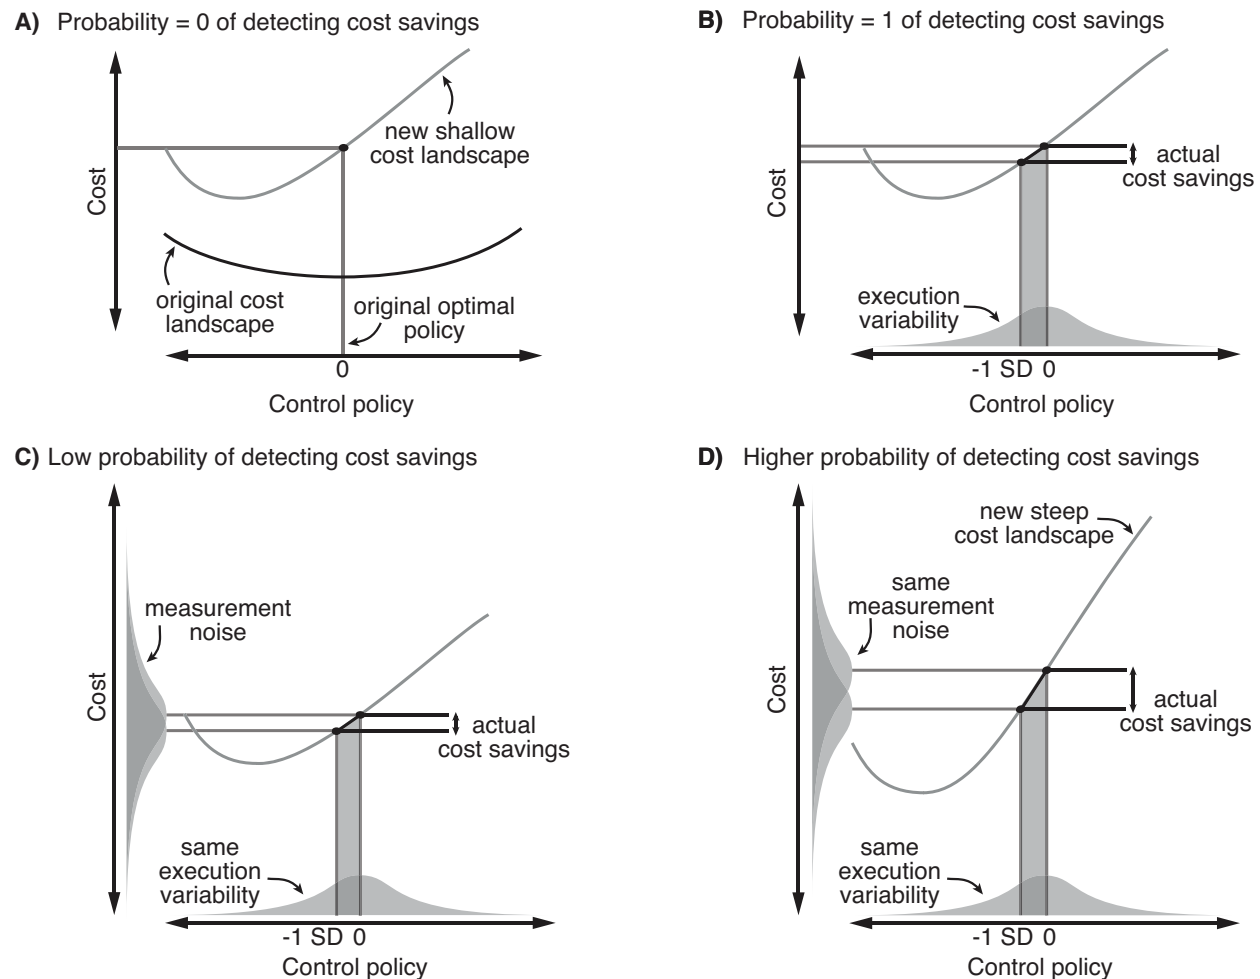 A) Probability = 0 of detecting cost savings
Cost
new shallow
cost landscape
original cost
landscape
original optimal
policy
0
Control policy
B) Probability = 1 of detecting cost savings
Cost
actual
cost savings
execution
variability
-1 SD 0
Control policy
C) Low probability of detecting cost savings
Cost
measurement
noise
actual
cost savings
same
execution
variability
-1 SD 0
Control policy
D) Higher probability of detecting cost savings
Cost
new steep
cost landscape
same
measurement
noise
actual
cost savings
same
execution
variability
-1 SD 0
Control policy